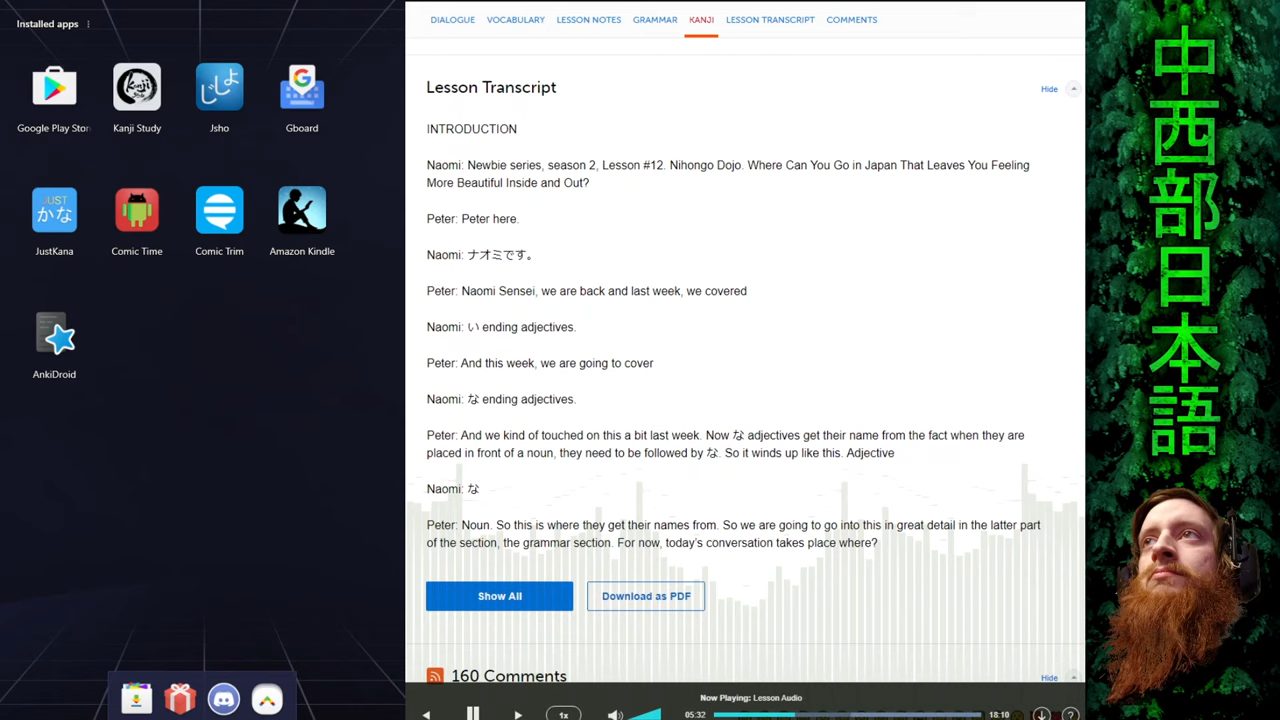 Installed apps
Google Play Stor
Kanji Study
Jsho
Gboard
JUST
かな
JustKana
Comic Time
Comic Trim
Amazon Kindle
AnkiDroid
DIALOGUE VOCABULARY LESSON NOTES GRAMMAR KANJI LESSON TRANSCRIPT COMMENTS
Lesson Transcript
Hide
INTRODUCTION
Naomi: Newbie series, season 2, Lesson #12. Nihongo Dojo. Where Can You Go in Japan That Leaves You Feeling
More Beautiful Inside and Out?
Peter: Peter here.
Naomi: ナオミです。
Peter: Naomi Sensei, we are back and last week, we covered
Naomi: い ending adjectives.
Peter: And this week, we are going to cover
Naomi: な ending adjectives.
Peter: And we kind of touched on this a bit last week. Now な adjectives get their name from the fact when they are
placed in front of a noun, they need to be followed by な. So it winds up like this. Adjective
Naomi: な
Peter: Noun. So this is where they get their names from. So we are going to go into this in great detail in the latter part
of the section, the grammar section. For now, today's conversation takes place where?
Show All
Download as PDF
160 Comments
Hide
Now Playing: Lesson Audio
1x
05:32
18:10
?
中西部日本語